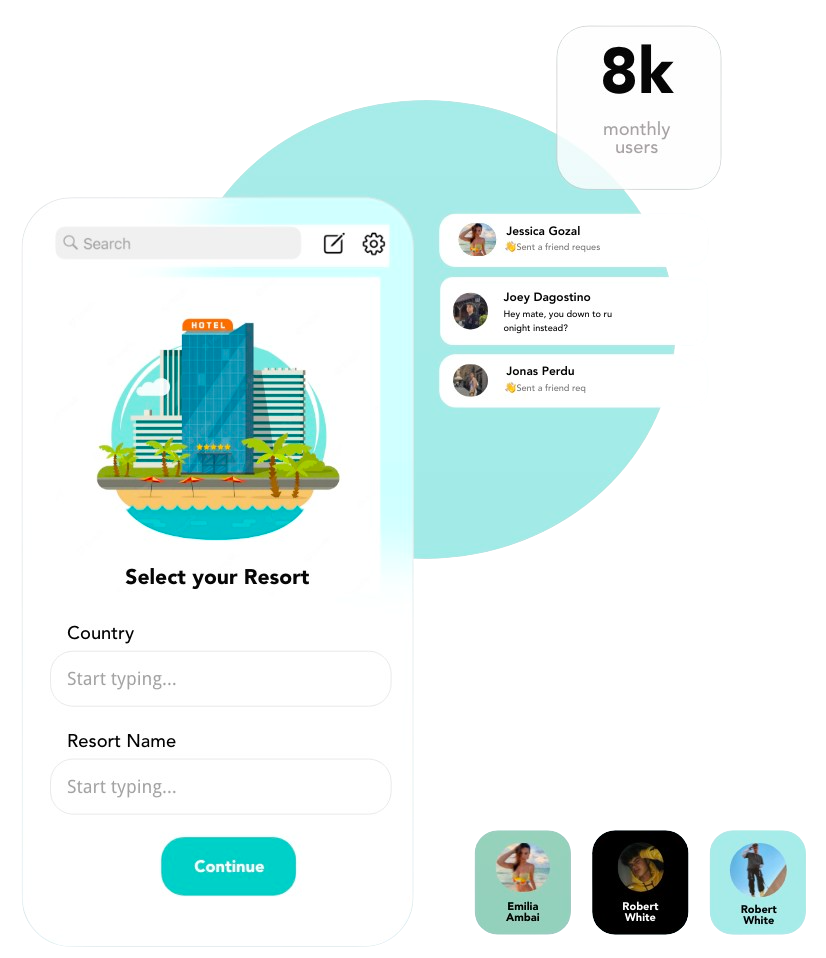 8k
monthly
users
Search
Jessica Gozal
👋Sent a friend reques
Joey Dagostino
Hey mate, you down to ru
onight instead?
Jonas Perdu
👋Sent a friend req
HOTEL
Select your Resort
Country
Start typing...
Resort Name
Start typing...
Continue
Emilia
Ambai
Robert
White
Robert
White